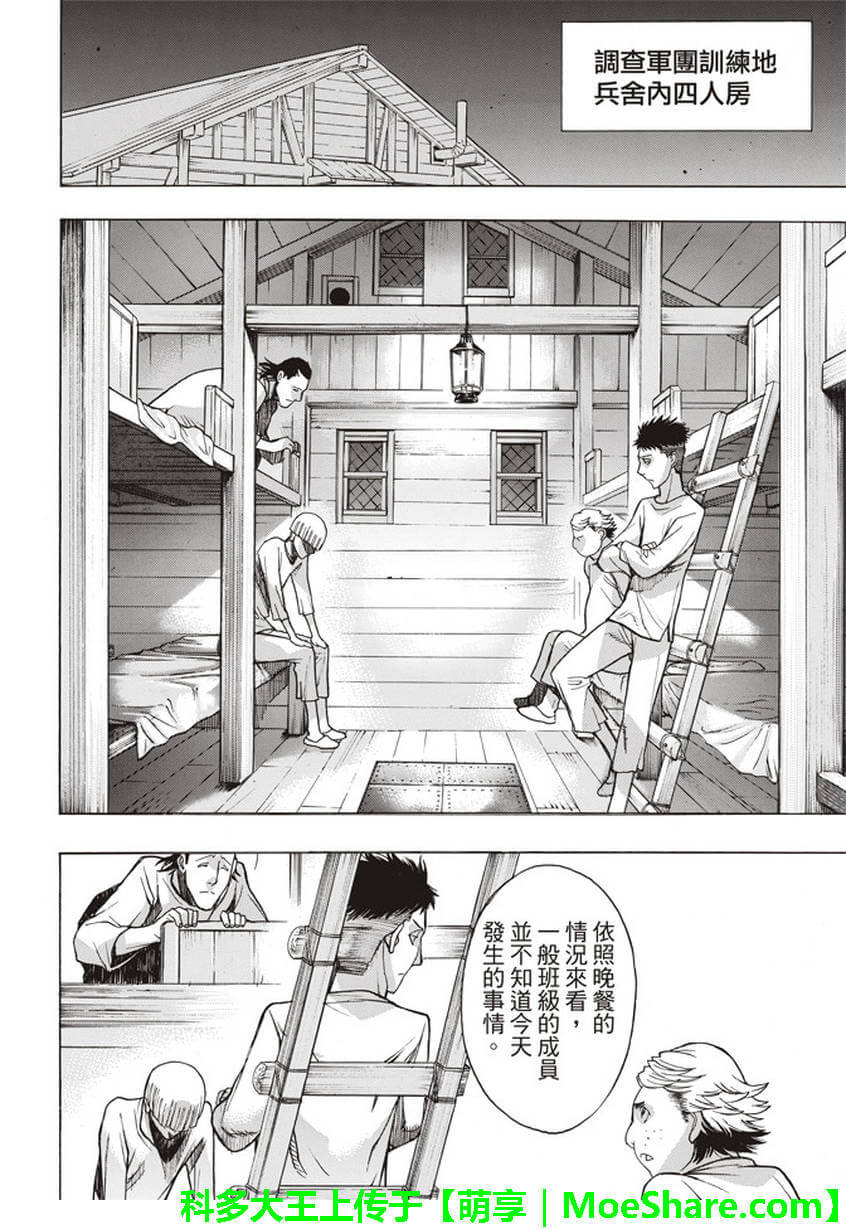 調查軍團訓練地
兵舍內四人房
依照晚餐的
情況來看，
一般班級的成員
並不知道今天
發生的事情。
科多大王上传于【萌享｜MoeShare.com】